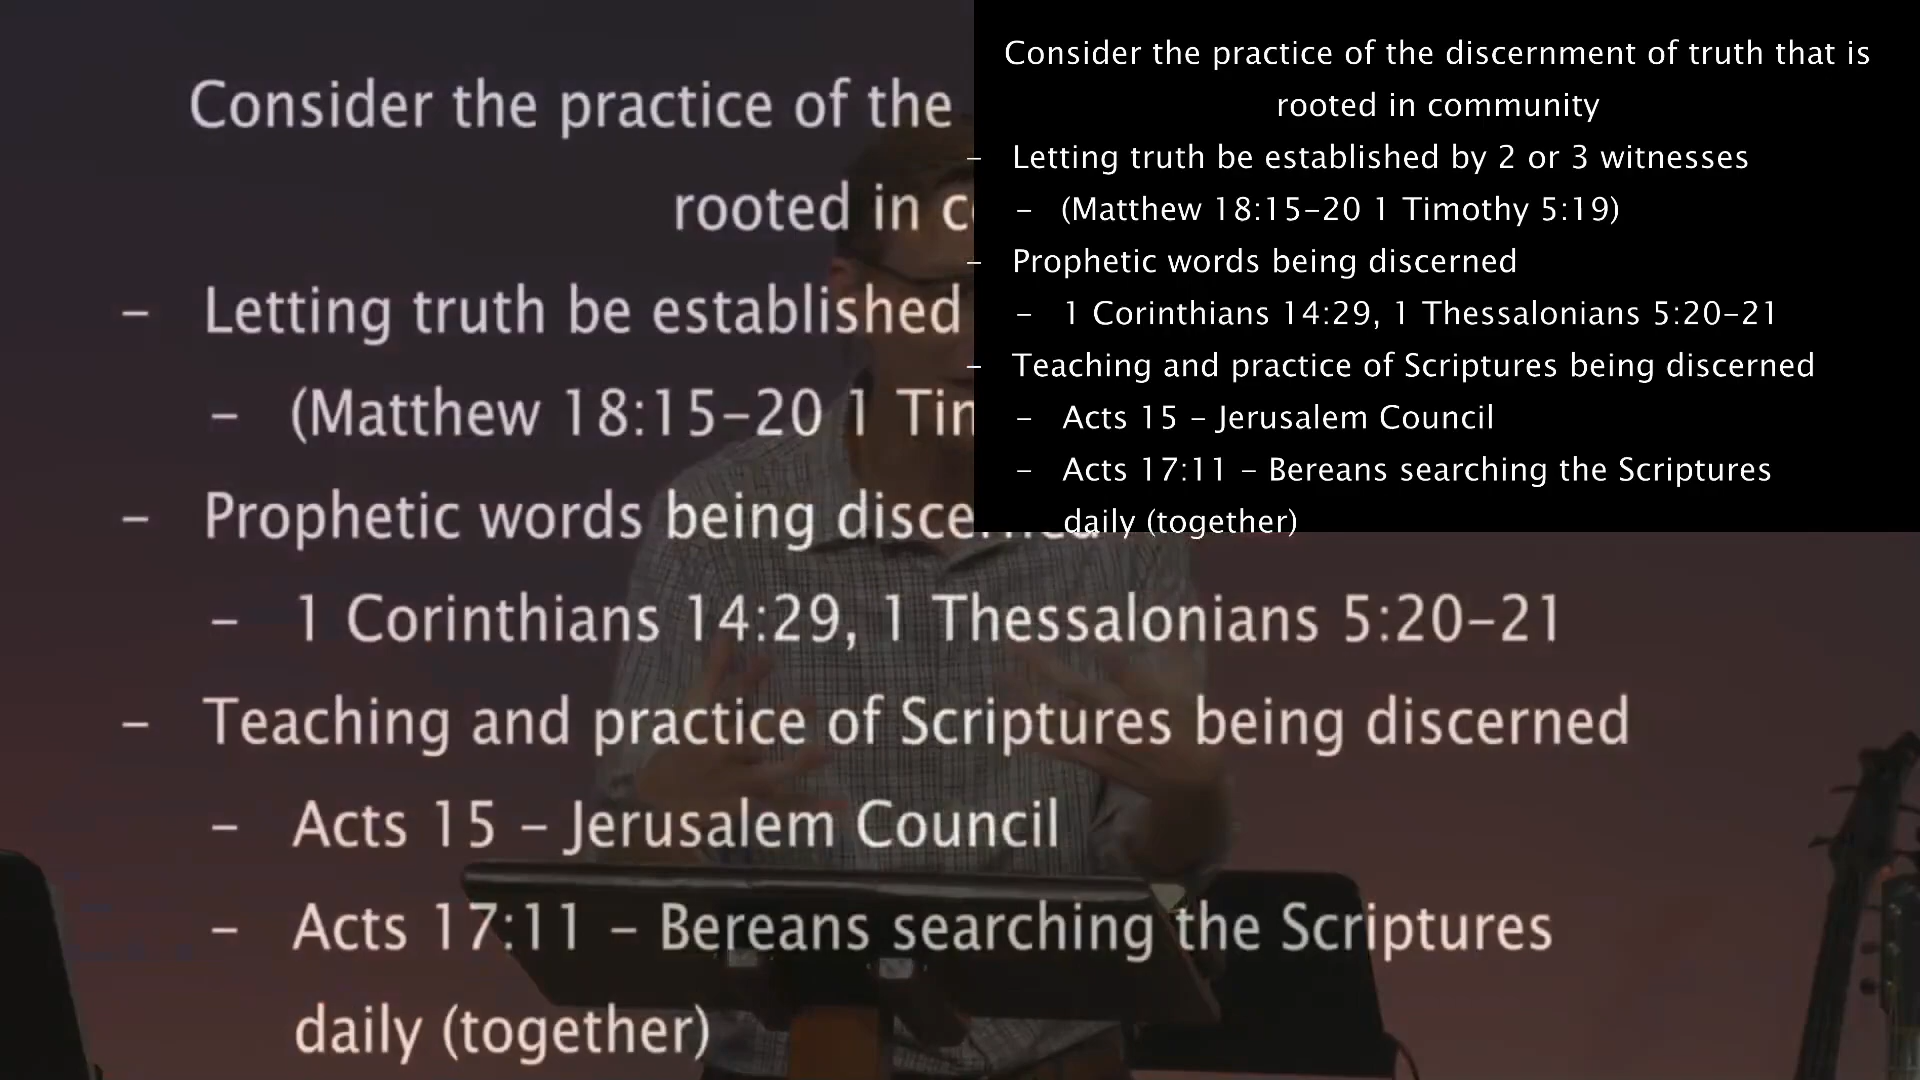 Consider the practice of the
rooted in
Letting truth be established
– (Matthew 18:15-20 1
– Prophetic words being
– 1 Corinthians 14:29, 1 Thessalonians 5:20-21
– Teaching and practice of Scriptures being discerned
– Acts 15 – Jerusalem Council
– Acts 17:11 – Bereans searching the Scriptures
daily (together)
Consider the practice of the discernment of truth that is
rooted in community
– Letting truth be established by 2 or 3 witnesses
– (Matthew 18:15-20 1 Timothy 5:19)
– Prophetic words being discerned
– 1 Corinthians 14:29, 1 Thessalonians 5:20-21
– Teaching and practice of Scriptures being discerned
– Acts 15 – Jerusalem Council
– Acts 17:11 – Bereans searching the Scriptures
daily (together)